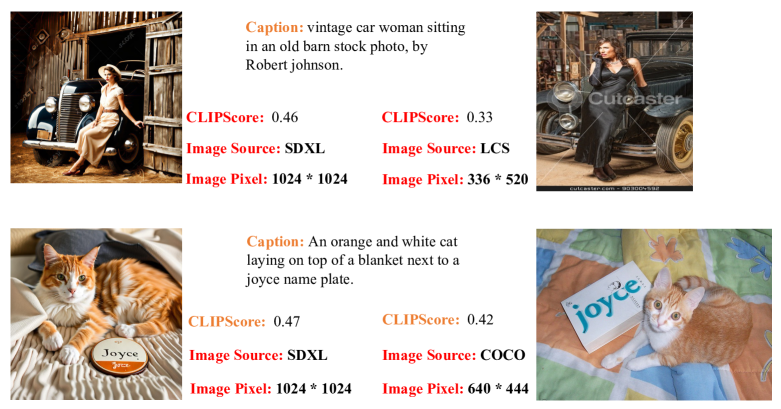 Caption: vintage car woman sitting
in an old barn stock photo, by
Robert johnson.
CLIPScore: 0.46
CLIPScore: 0.33
Image Source: SDXL
Image Source: LCS
Image Pixel: 1024 * 1024
Image Pixel: 336 * 520
Cutcaster
cutcaster.com - 903004592
Caption: An orange and white cat
laying on top of a blanket next to a
joyce name plate.
CLIPScore: 0.47
CLIPScore: 0.42
Image Source: SDXL
Image Source: COCO
Image Pixel: 1024 * 1024
Image Pixel: 640 * 444
Joyce
joyce